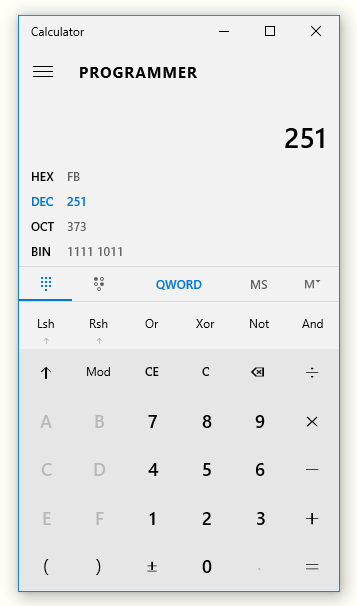 Calculator
PROGRAMMER
251
HEX FB
DEC 251
OCT 373
BIN 1111 1011
QWORD MS M
Lsh Rsh Or Xor Not And
↑ Mod CE C ÷
A B 7 8 9 ×
C D 4 5 6 −
E F 1 2 3 +
( ) ± 0 . =